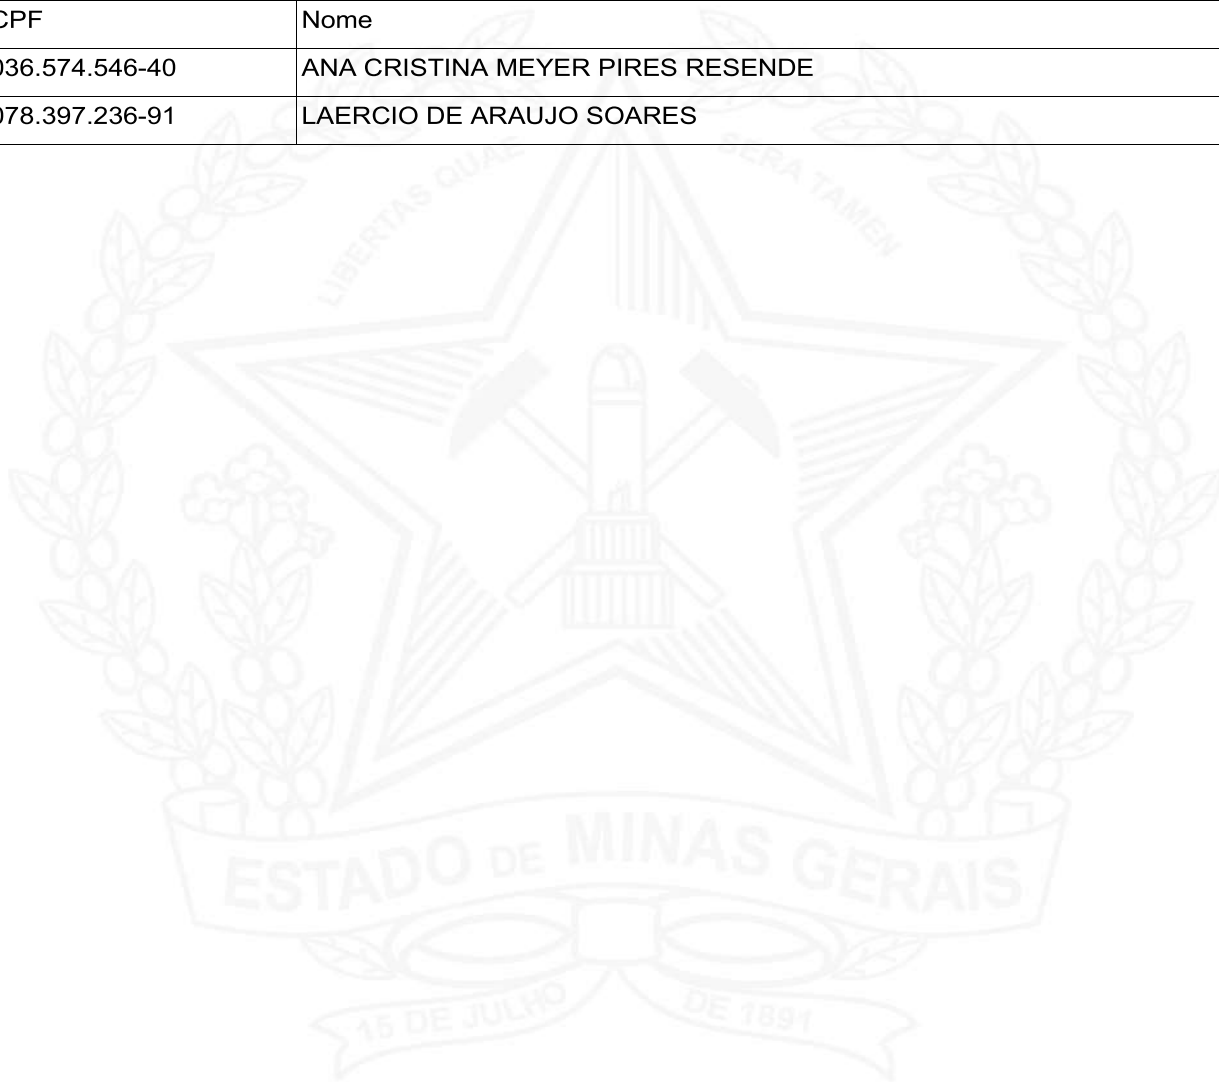 CPF Nome
036.574.546-40 ANA CRISTINA MEYER PIRES RESENDE
078.397.236-91 LAERCIO DE ARAUJO SOARES
LIBERTAS QUAE SERA TAMEN
ESTADO DE MINAS GERAIS
15 DE JULHO DE 1891